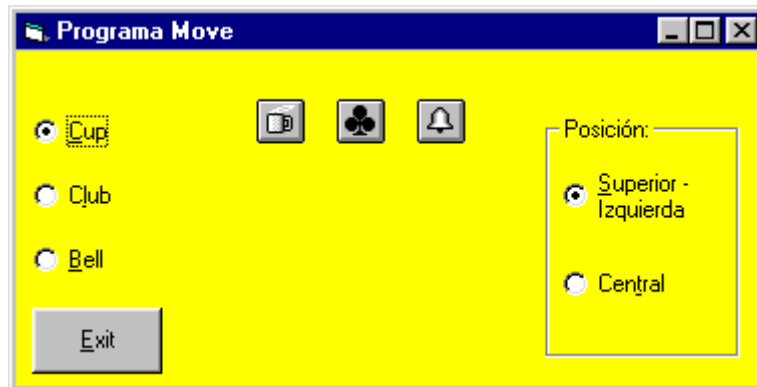 Programa Move
Cup
Club
Bell
Exit
Posición:
Superior -
Izquierda
Central